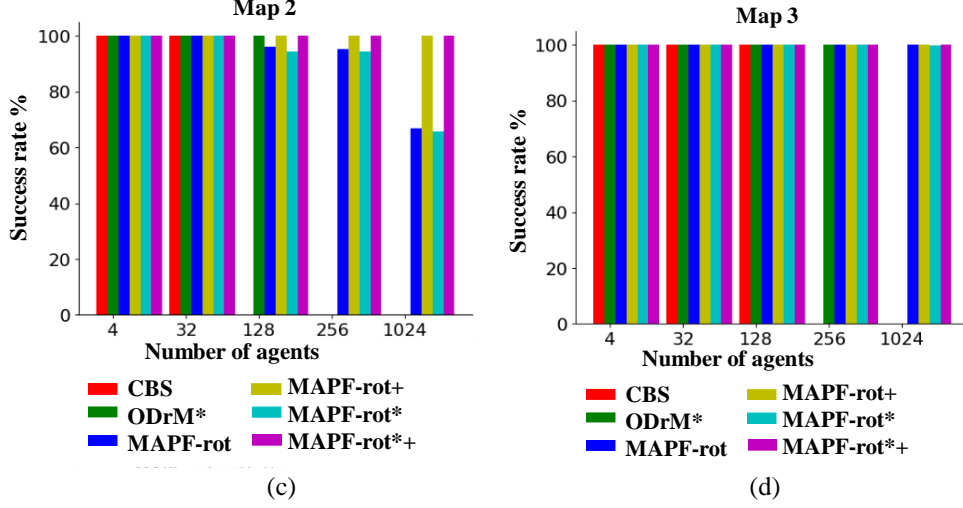 Map 2
100
80
60
40
20
0
Success rate %
4 32 128 256 1024
Number of agents
CBS
ODrM*
MAPF-rot
MAPF-rot+
MAPF-rot*
MAPF-rot*+
(c)
Map 3
100
80
60
40
20
0
Success rate %
4 32 128 256 1024
Number of agents
CBS
ODrM*
MAPF-rot
MAPF-rot+
MAPF-rot*
MAPF-rot*+
(d)